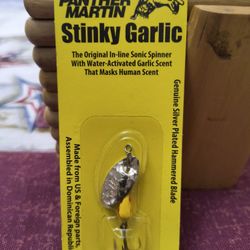 PANTHER
MARTIN
Stinky Garlic
The Original In-line Sonic Spinner
With Water-Activated Garlic Scent
That Masks Human Scent
Genuine Silver Plated Hammered Blade
Made from US & Foreign parts.
Assembled in Dominican Republic